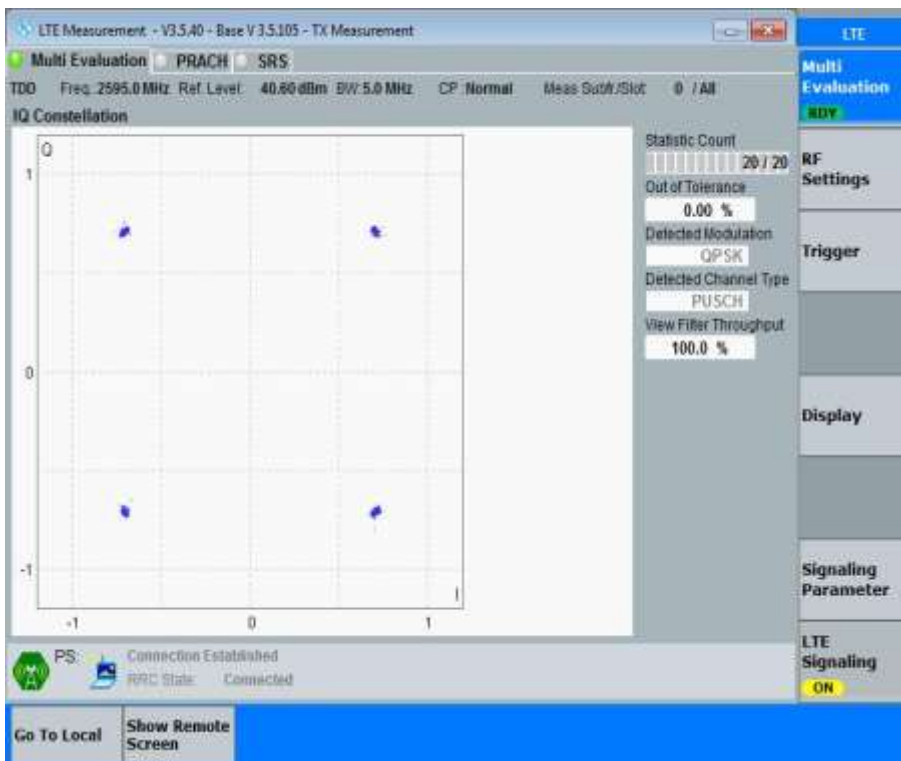 LTE Measurement - V3.5.40 - Base V 3.5.105 - TX Measurement
LTE
Multi Evaluation PRACH SRS
Multi Evaluation
RDY
TDD Freq.: 2595.0 MHz Ref. Level: 40.60 dBm BW: 5.0 MHz CP: Normal Meas Subfr./Slot: 0 / All
IQ Constellation
Q
1
0
-1
-1 0 1
I
Statistic Count
20 / 20
Out of Tolerance
0.00 %
Detected Modulation
QPSK
Detected Channel Type
PUSCH
View Filter Throughput
100.0 %
RF
Settings
Trigger
Display
Signaling
Parameter
LTE
Signaling
ON
PS: Connection Established
RRC State: Connected
Go To Local
Show Remote
Screen